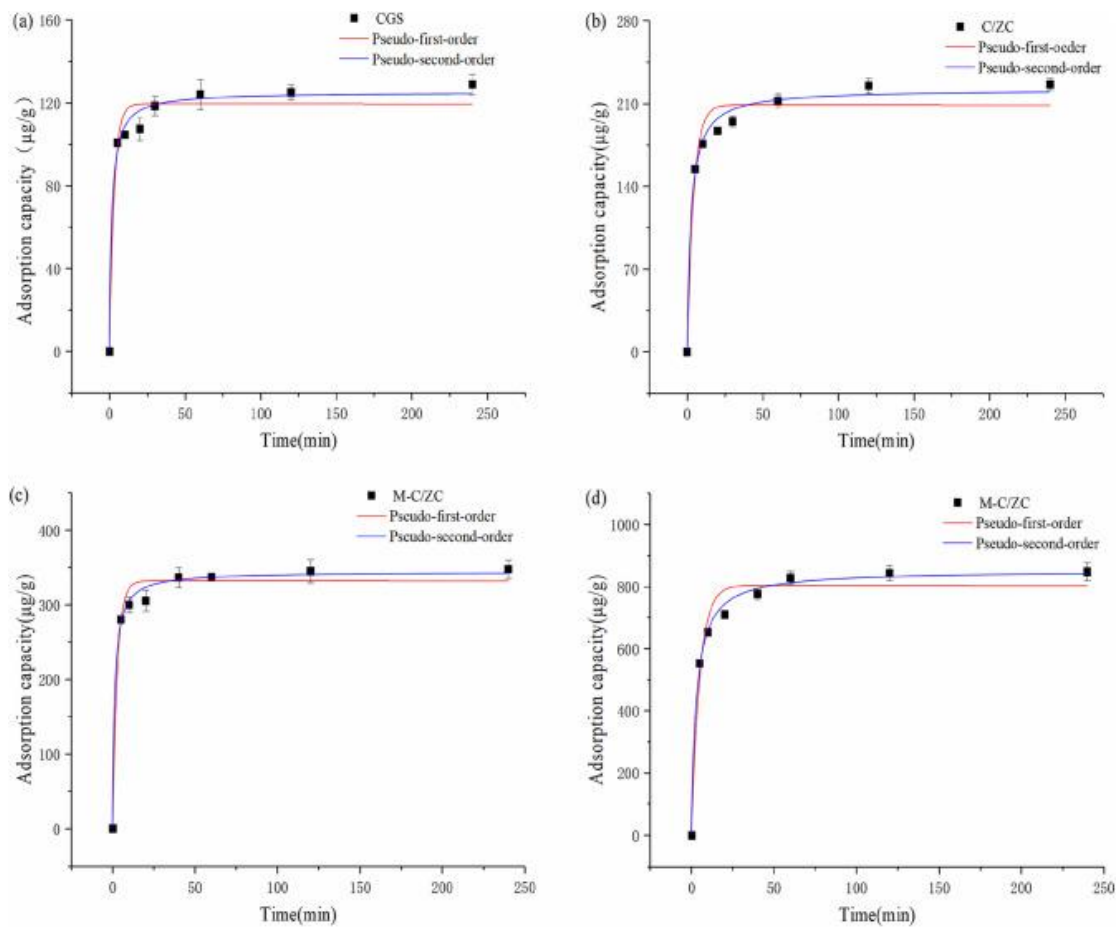 (a)
160
CGS
Pseudo-first-order
Pseudo-second-order
120
80
40
0
Adsorption capacity（μg/g）
0 50 100 150 200 250
Time(min)
(b)
280
C/ZC
Pseudo-first-oeder
Pseudo-second-order
210
140
70
0
Adsorption capacity(μg/g)
0 50 100 150 200 250
Time(min)
(c)
M-C/ZC
Pseudo-first-order
Pseudo-second-order
400
300
200
100
0
Adsorption capacity(μg/g)
0 50 100 150 200 250
Time(min)
(d)
M-C/ZC
Pseudo-first-order
Pseudo-second-order
1000
800
600
400
200
0
Adsorption capacity(μg/g)
0 50 100 150 200 250
Time(min)